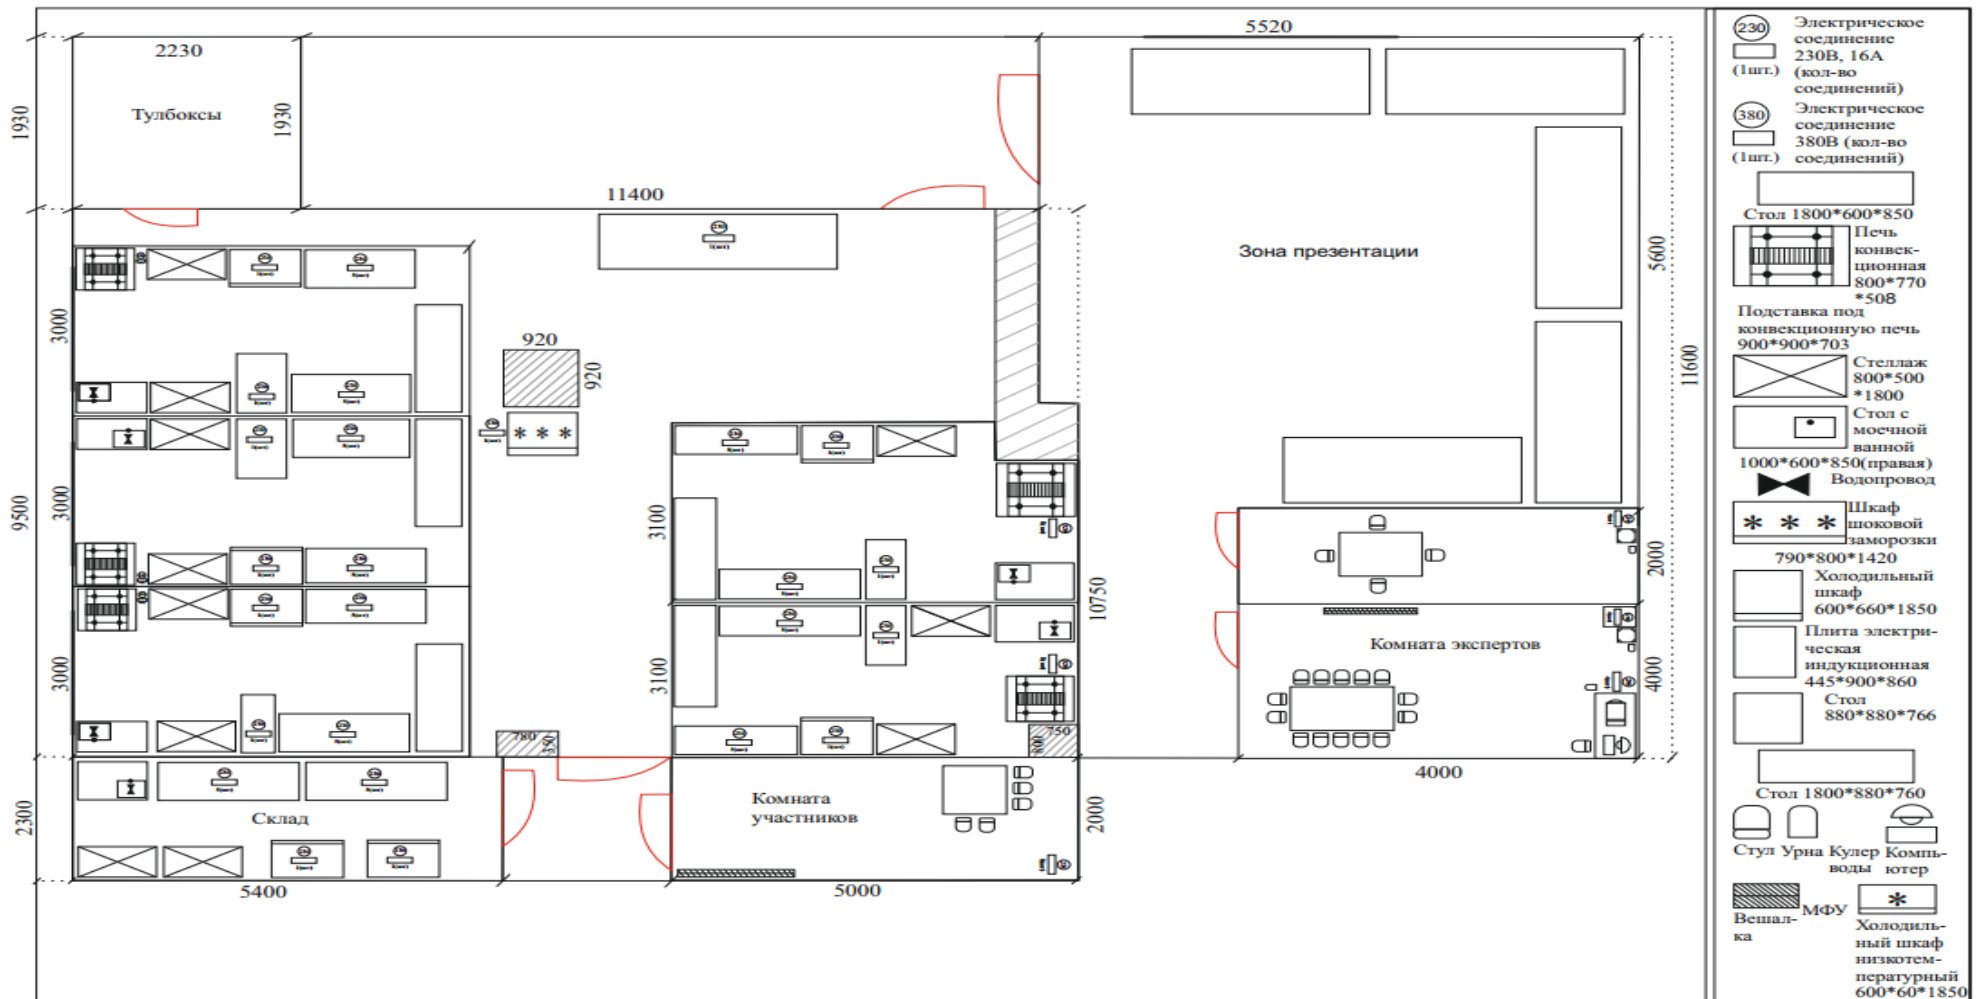 2230
5520
1930
Тулбоксы
1930
11400
Зона презентации
5600
3000
920
920
11600
* * *
9500
3000
3100
2000
10750
Комната экспертов
3000
3100
4000
780
350
750
800
4000
2300
Склад
Комната
участников
2000
5400
5000
230
Электрическое
соединение
230В, 16А
(1шт.)
(кол-во
соединений)
380
Электрическое
соединение
380В (кол-во
(1шт.)
соединений)
Стол 1800*600*850
Печь
конвек-
ционная
800*770
*508
Подставка под
конвекционную печь
900*900*703
Стеллаж
800*500
*1800
Стол с
моечной
ванной
1000*600*850(правая)
Водопровод
* * *
Шкаф
шоковой
заморозки
790*800*1420
Холодильный
шкаф
600*660*1850
Плита электри-
ческая
индукционная
445*900*860
Стол
880*880*766
Стол 1800*880*760
Стул Урна Кулер Компь-
воды ютер
Вешал-
ка
МФУ
*
Холодиль-
ный шкаф
низкотем-
пературный
600*60*1850